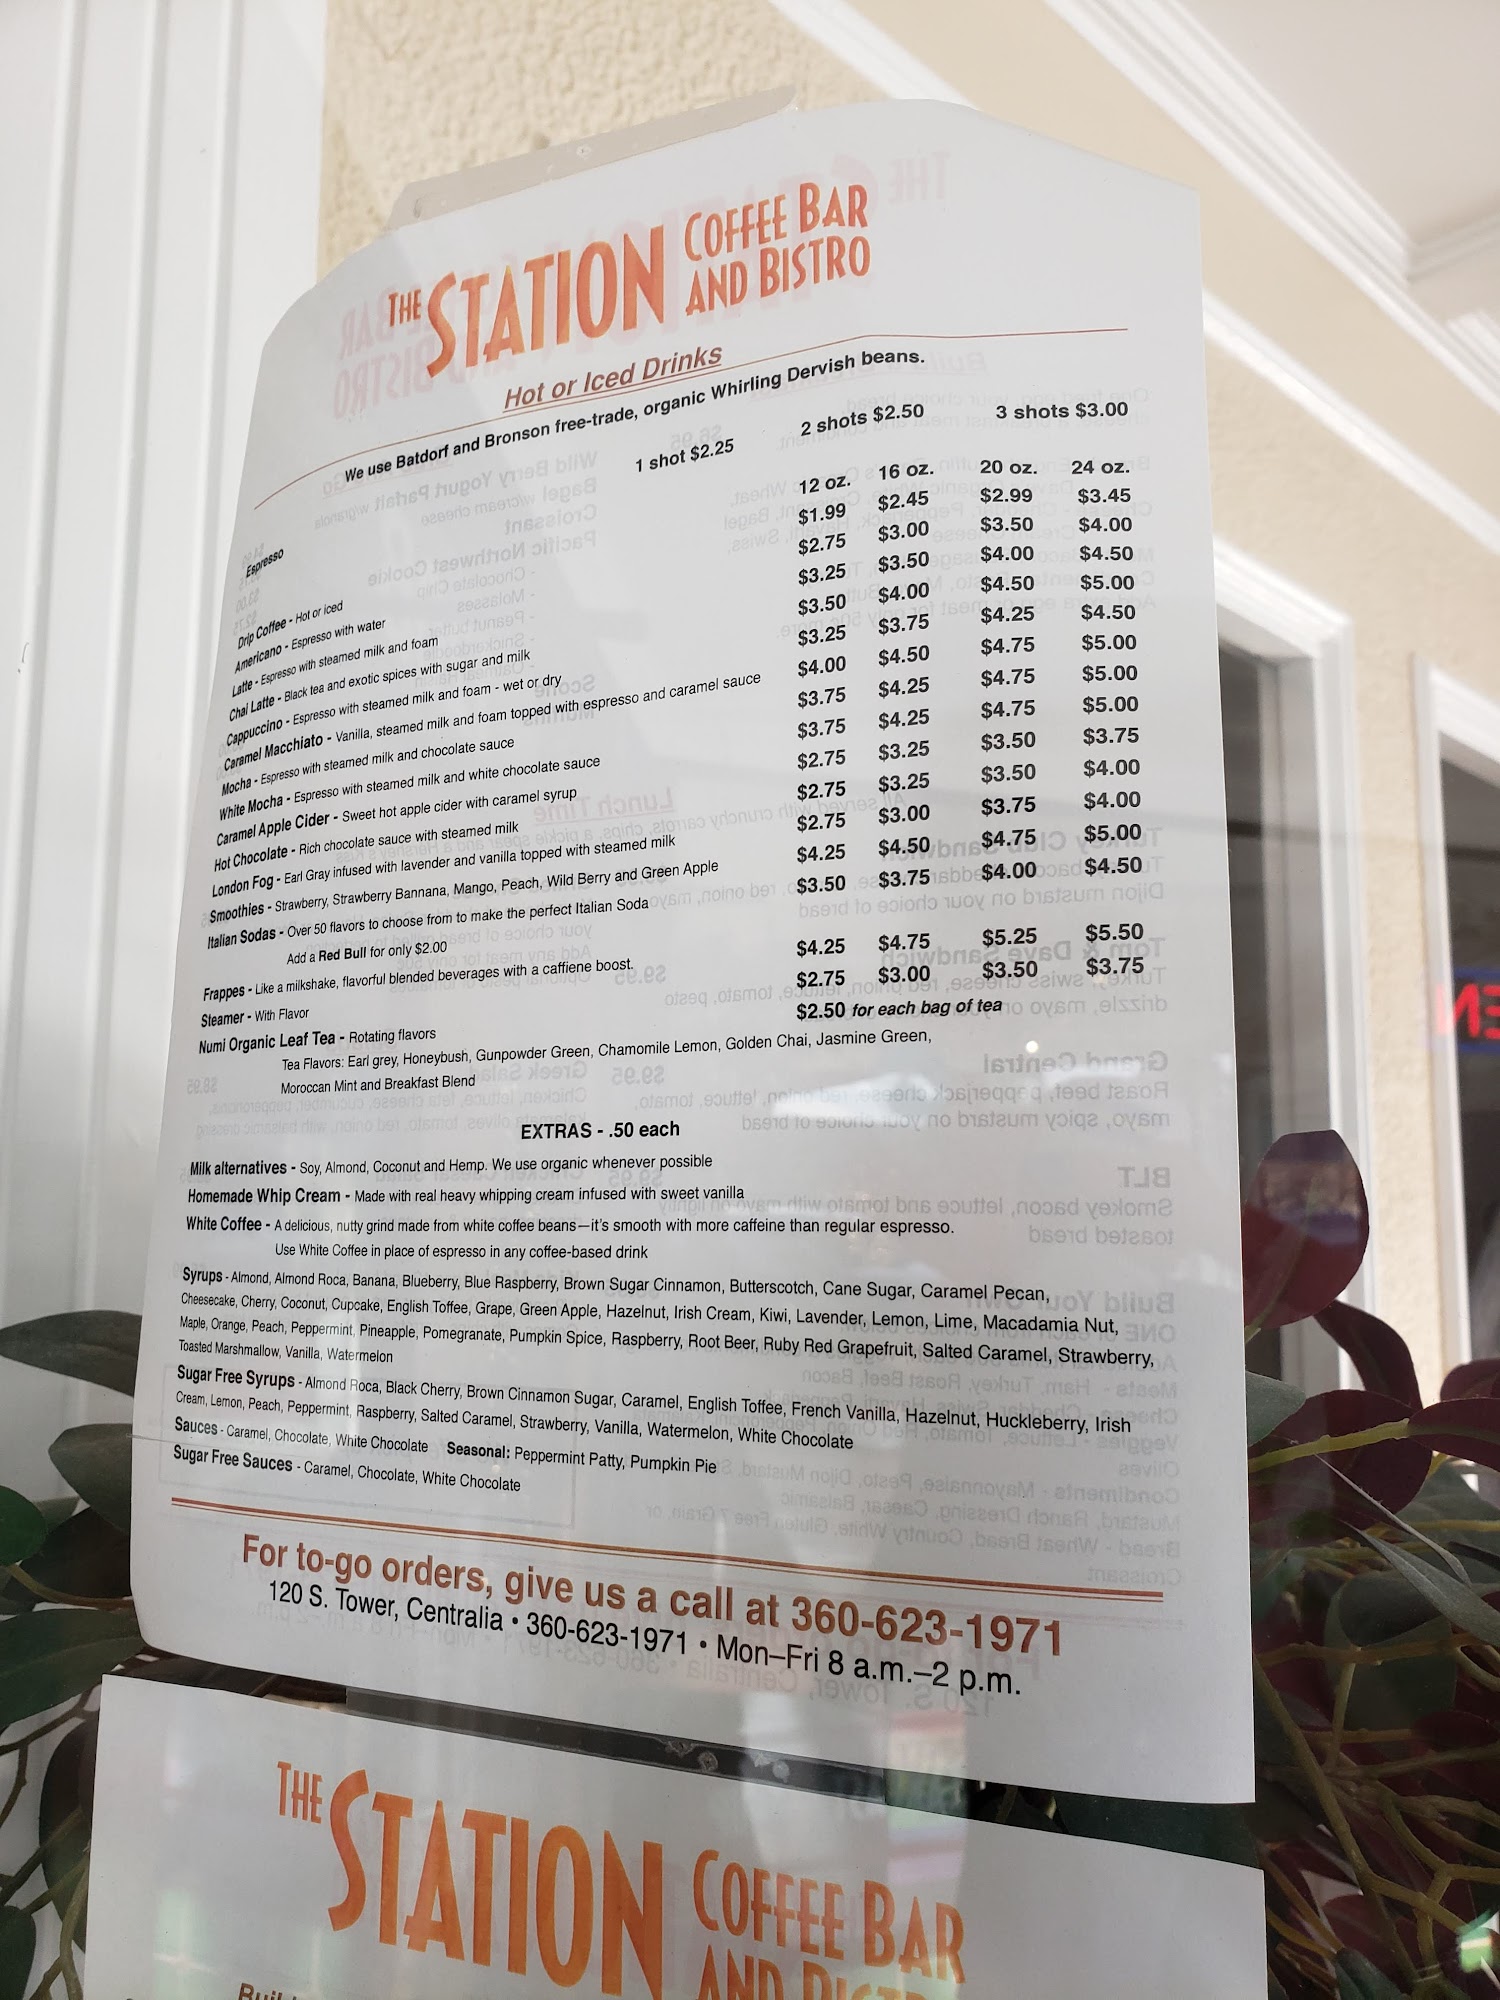 THE STATION COFFEE BAR AND BISTRO
Hot or Iced Drinks
We use Batdorf and Bronson free-trade, organic Whirling Dervish beans.
Espresso 1 shot $2.25 2 shots $2.50 3 shots $3.00
12 oz. 16 oz. 20 oz. 24 oz.
Drip Coffee - Hot or iced $1.99 $2.45 $2.99 $3.45
Americano - Espresso with water $2.75 $3.00 $3.50 $4.00
Latte - Espresso with steamed milk and foam $3.25 $3.50 $4.00 $4.50
Chai Latte - Black tea and exotic spices with sugar and milk $3.50 $4.00 $4.50 $5.00
Cappuccino - Espresso with steamed milk and foam - wet or dry $3.25 $3.75 $4.25 $4.50
Caramel Macchiato - Vanilla, steamed milk and foam topped with espresso and caramel sauce $4.00 $4.50 $4.75 $5.00
Mocha - Espresso with steamed milk and chocolate sauce $3.75 $4.25 $4.75 $5.00
White Mocha - Espresso with steamed milk and white chocolate sauce $3.75 $4.25 $4.75 $5.00
Caramel Apple Cider - Sweet hot apple cider with caramel syrup $2.75 $3.25 $3.50 $3.75
Hot Chocolate - Rich chocolate sauce with steamed milk $2.75 $3.25 $3.50 $4.00
London Fog - Earl Gray infused with lavender and vanilla topped with steamed milk $2.75 $3.00 $3.75 $4.00
Smoothies - Strawberry, Strawberry Bannana, Mango, Peach, Wild Berry and Green Apple $4.25 $4.50 $4.75 $5.00
Italian Sodas - Over 50 flavors to choose from to make the perfect Italian Soda $3.50 $3.75 $4.00 $4.50
Add a Red Bull for only $2.00
Frappes - Like a milkshake, flavorful blended beverages with a caffiene boost. $4.25 $4.75 $5.25 $5.50
Steamer - With Flavor $2.75 $3.00 $3.50 $3.75
Numi Organic Leaf Tea - Rotating flavors $2.50 for each bag of tea
Tea Flavors: Earl grey, Honeybush, Gunpowder Green, Chamomile Lemon, Golden Chai, Jasmine Green,
Moroccan Mint and Breakfast Blend
EXTRAS - .50 each
Milk alternatives - Soy, Almond, Coconut and Hemp. We use organic whenever possible
Homemade Whip Cream - Made with real heavy whipping cream infused with sweet vanilla
White Coffee - A delicious, nutty grind made from white coffee beans—it's smooth with more caffeine than regular espresso.
Use White Coffee in place of espresso in any coffee-based drink
Syrups - Almond, Almond Roca, Banana, Blueberry, Blue Raspberry, Brown Sugar Cinnamon, Butterscotch, Cane Sugar, Caramel Pecan,
Cheesecake, Cherry, Coconut, Cupcake, English Toffee, Grape, Green Apple, Hazelnut, Irish Cream, Kiwi, Lavender, Lemon, Lime, Macadamia Nut,
Maple, Orange, Peach, Peppermint, Pineapple, Pomegranate, Pumpkin Spice, Raspberry, Root Beer, Ruby Red Grapefruit, Salted Caramel, Strawberry,
Toasted Marshmallow, Vanilla, Watermelon
Sugar Free Syrups - Almond Roca, Black Cherry, Brown Cinnamon Sugar, Caramel, English Toffee, French Vanilla, Hazelnut, Huckleberry, Irish
Cream, Lemon, Peach, Peppermint, Raspberry, Salted Caramel, Strawberry, Vanilla, Watermelon, White Chocolate
Sauces - Caramel, Chocolate, White Chocolate Seasonal: Peppermint Patty, Pumpkin Pie
Sugar Free Sauces - Caramel, Chocolate, White Chocolate
For to-go orders, give us a call at 360-623-1971
120 S. Tower, Centralia • 360-623-1971 • Mon–Fri 8 a.m.–2 p.m.
THE STATION COFFEE BAR
AND BISTRO